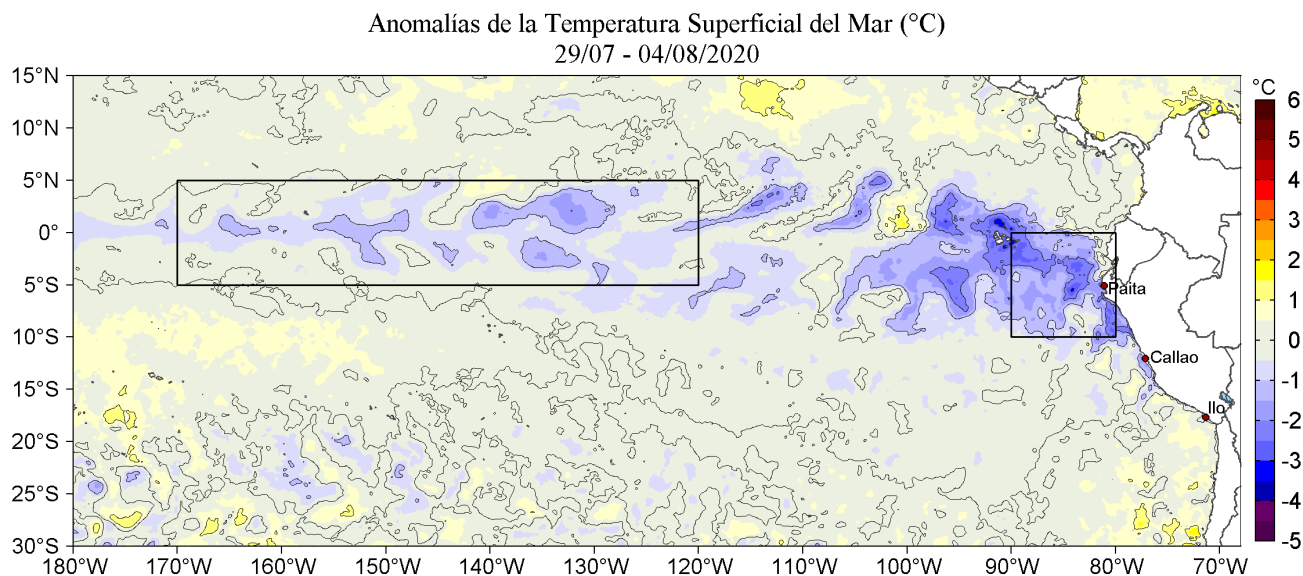 Anomalías de la Temperatura Superficial del Mar (°C)
29/07 - 04/08/2020
15°N
10°N
5°N
0°
5°S
10°S
15°S
20°S
25°S
30°S
Paita
Callao
Ilo
180°W 170°W 160°W 150°W 140°W 130°W 120°W 110°W 100°W 90°W 80°W 70°W
°C
6
5
4
3
2
1
0
-1
-2
-3
-4
-5